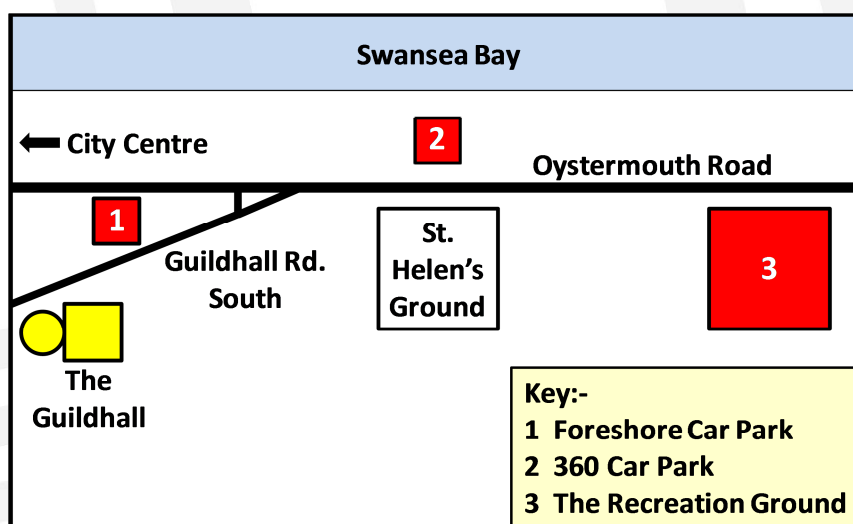 Swansea Bay
City Centre
2
Oystermouth Road
1
Guildhall Rd.
South
St.
Helen's
Ground
3
The
Guildhall
Key:-
1 Foreshore Car Park
2 360 Car Park
3 The Recreation Ground